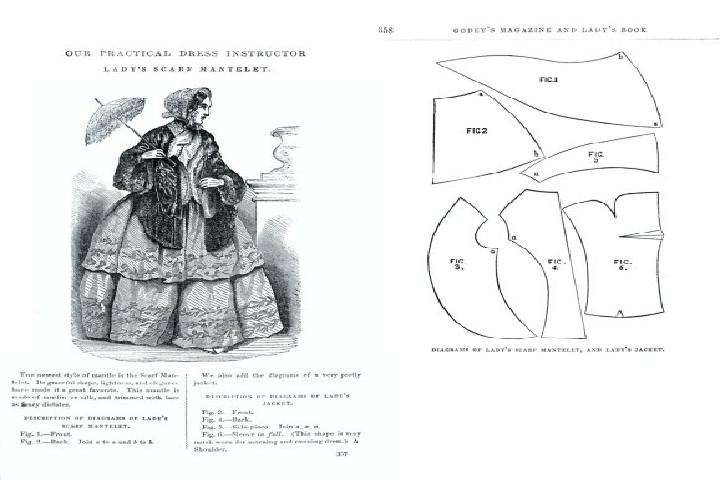 OUR PRACTICAL DRESS INSTRUCTOR
LADY'S SCARF MANTELET.
THE newest style of mantle is the Scarf Man-
telet. Its graceful shape, lightness, and elegance
have made it a great favorite. This mantle is
made of muslin or silk, and trimmed with lace
as fancy dictates.
DESCRIPTION OF DIAGRAMS OF LADY'S
SCARF MANTELET.
Fig. 1.—Front.
Fig. 2.—Back. Join a to a and b to b.
We also add the diagrams of a very pretty
jacket.
DESCRIPTION OF DIAGRAMS OF LADY'S
JACKET.
Fig. 3.—Front.
Fig. 4.—Back.
Fig. 5.—Side-piece. Join a, a, a.
Fig. 6.—Sleeve in full. (This shape is very
much worn for morning and evening dress.) A
Shoulder.
357
358
GODEY'S MAGAZINE AND LADY'S BOOK
b
FIG.1
a
a
FIG.2
b
FIG.
5
a
a
a
FIG.
3.
FIG.
4.
FIG.
6.
DIAGRAMS OF LADY'S SCARF MANTELET, AND LADY'S JACKET.